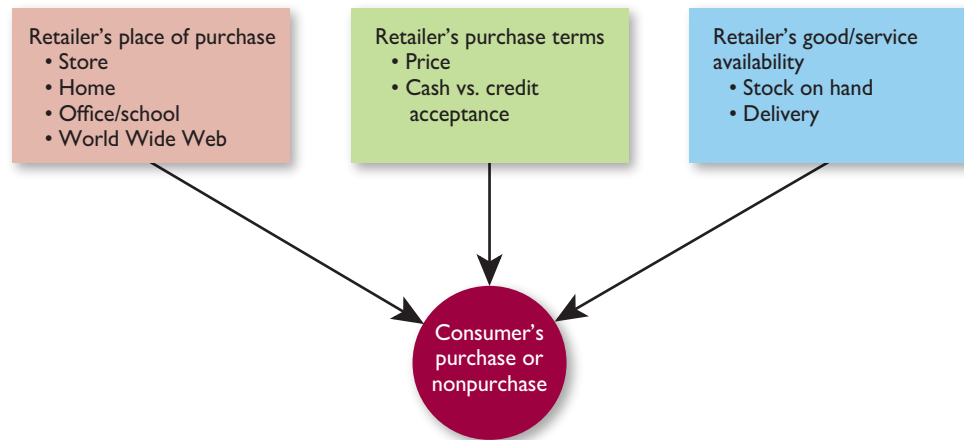 Retailer's place of purchase
• Store
• Home
• Office/school
• World Wide Web
Retailer's purchase terms
• Price
• Cash vs. credit
acceptance
Retailer's good/service
availability
• Stock on hand
• Delivery
Consumer's
purchase or
nonpurchase